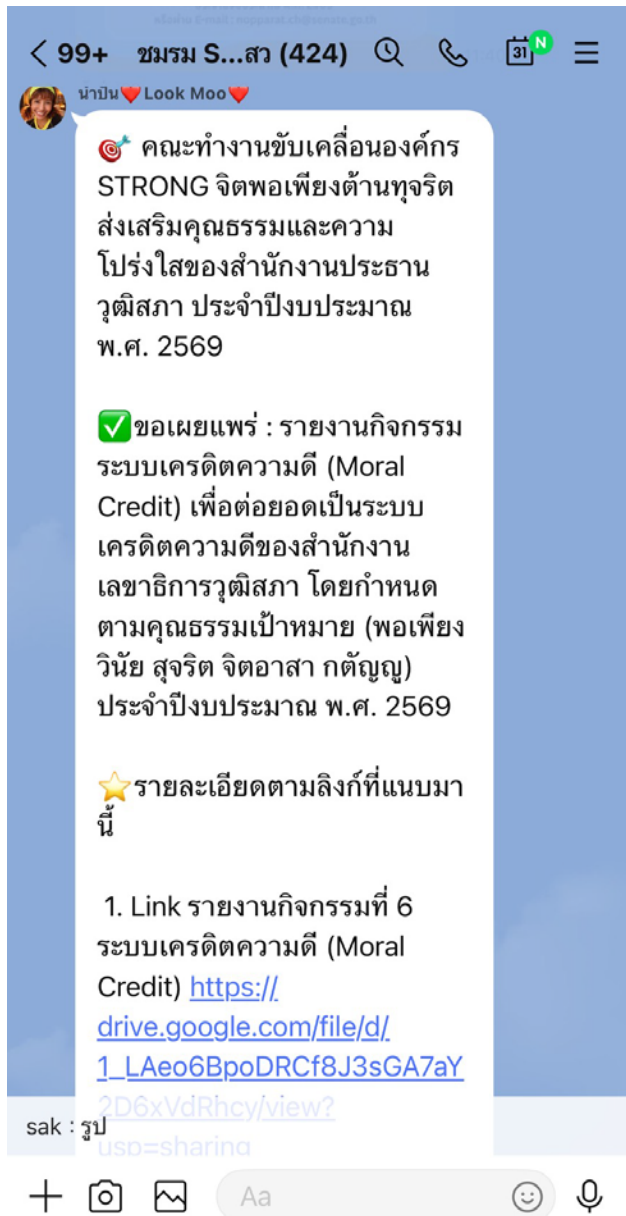 คลิ๊กช่อ E-mail : nopparat.ch@senate.go.th
99+ ชมรม S...สว (424) 31 N
น้ำปั่น❤️Look Moo❤️
🎯 คณะทำงานขับเคลื่อนองค์กร
STRONG จิตพอเพียงต้านทุจริต
ส่งเสริมคุณธรรมและความ
โปร่งใสของสำนักงานประธาน
วุฒิสภา ประจำปีงบประมาณ
พ.ศ. 2569
✅ขอเผยแพร่ : รายงานกิจกรรม
ระบบเครดิตความดี (Moral
Credit) เพื่อต่อยอดเป็นระบบ
เครดิตความดีของสำนักงาน
เลขาธิการวุฒิสภา โดยกำหนด
ตามคุณธรรมเป้าหมาย (พอเพียง
วินัย สุจริต จิตอาสา กตัญญู)
ประจำปีงบประมาณ พ.ศ. 2569
⭐รายละเอียดตามลิงก์ที่แนบมา
นี้
1. Link รายงานกิจกรรมที่ 6
ระบบเครดิตความดี (Moral
Credit) https://
drive.google.com/file/d/
1_LAeo6BpoDRCf8J3sGA7aY
2D6xVdRhcy/view?
usp=sharing
sak : รูป
Aa